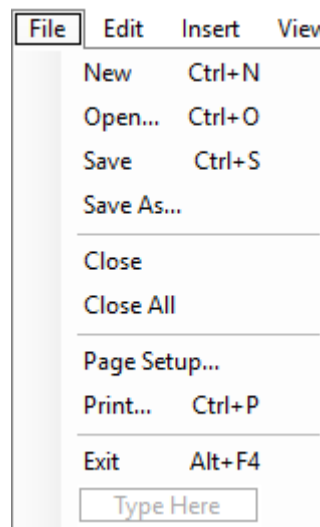 File Edit Insert View
New Ctrl+N
Open... Ctrl+O
Save Ctrl+S
Save As...
Close
Close All
Page Setup...
Print... Ctrl+P
Exit Alt+F4
Type Here